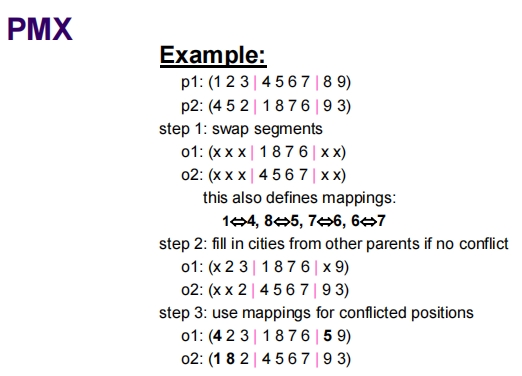 PMX
Example:
p1: (1 2 3 | 4 5 6 7 | 8 9)
p2: (4 5 2 | 1 8 7 6 | 9 3)
step 1: swap segments
o1: (x x x | 1 8 7 6 | x x)
o2: (x x x | 4 5 6 7 | x x)
this also defines mappings:
1⇔4, 8⇔5, 7⇔6, 6⇔7
step 2: fill in cities from other parents if no conflict
o1: (x 2 3 | 1 8 7 6 | x 9)
o2: (x x 2 | 4 5 6 7 | 9 3)
step 3: use mappings for conflicted positions
o1: (4 2 3 | 1 8 7 6 | 5 9)
o2: (1 8 2 | 4 5 6 7 | 9 3)